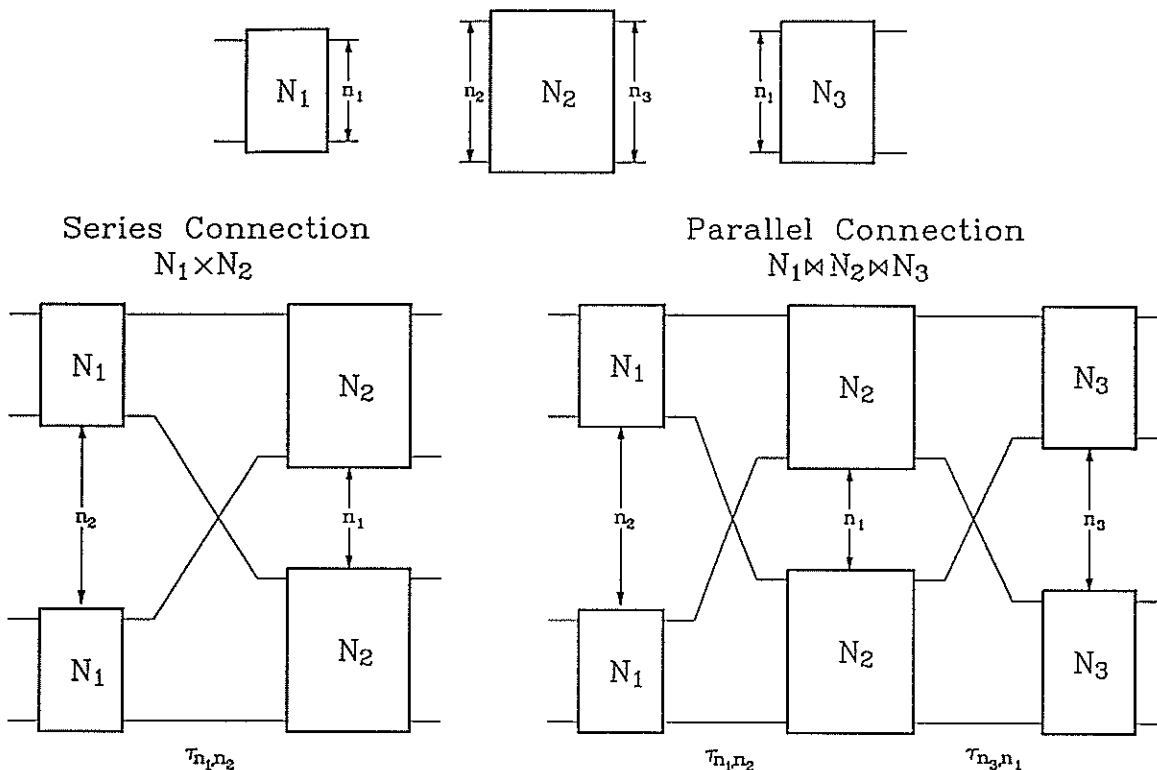 N₁ n₁
n₂ N₂ n₃
n₁ N₃
Series Connection
N₁×N₂
N₁
N₂
n₂
n₁
N₁
N₂
τn₁,n₂
Parallel Connection
N₁⋈N₂⋈N₃
N₁
N₂
N₃
n₂
n₁
n₃
N₁
N₂
N₃
τn₁,n₂
τn₃,n₁